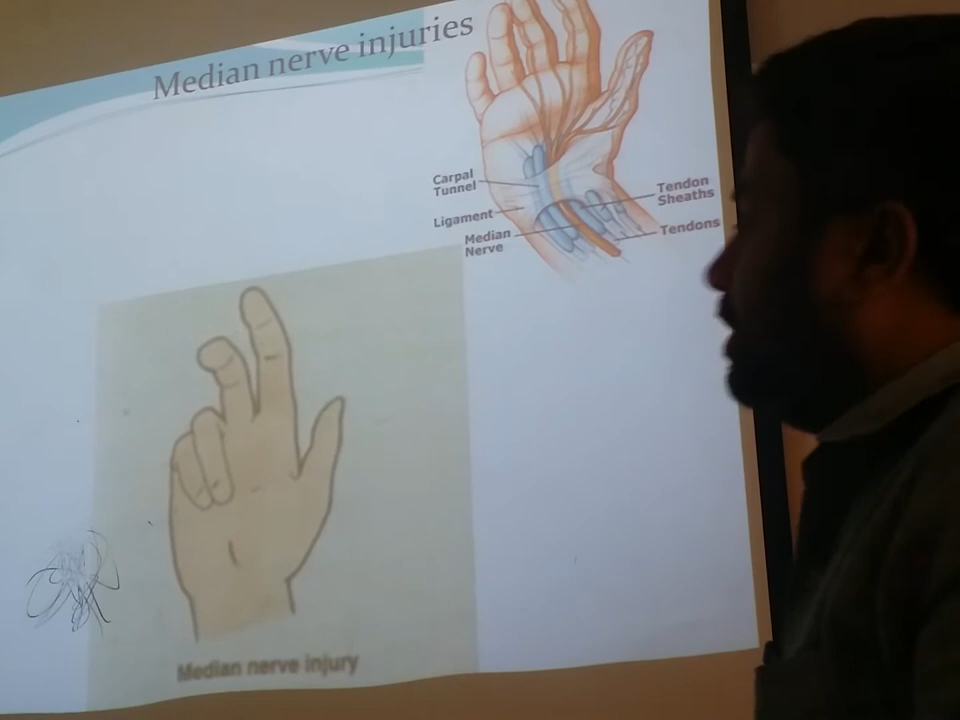 Median nerve injuries
Carpal
Tunnel
Ligament
Median
Nerve
Tendon
Sheaths
Tendons
Median nerve injury